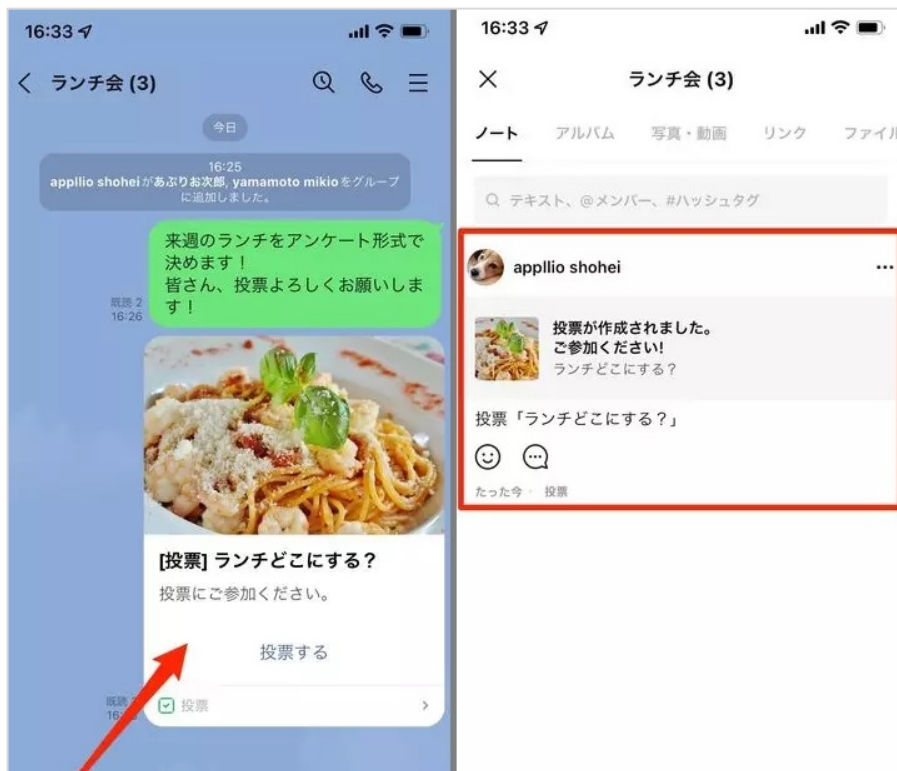 16:33
ランチ会 (3)
今日
16:25
appllio shoheiがあぷりお次郎, yamamoto mikioをグループ
に追加しました。
来週のランチをアンケート形式で
決めます！
皆さん、投票よろしくお願いしま
す！
既読 2
16:26
[投票] ランチどこにする？
投票にご参加ください。
投票する
既読
16:
投票
16:33
ランチ会 (3)
ノート
アルバム
写真・動画
リンク
ファイル
テキスト、@メンバー、#ハッシュタグ
appllio shohei
投票が作成されました。
ご参加ください!
ランチどこにする？
投票「ランチどこにする？」
たった今 · 投票